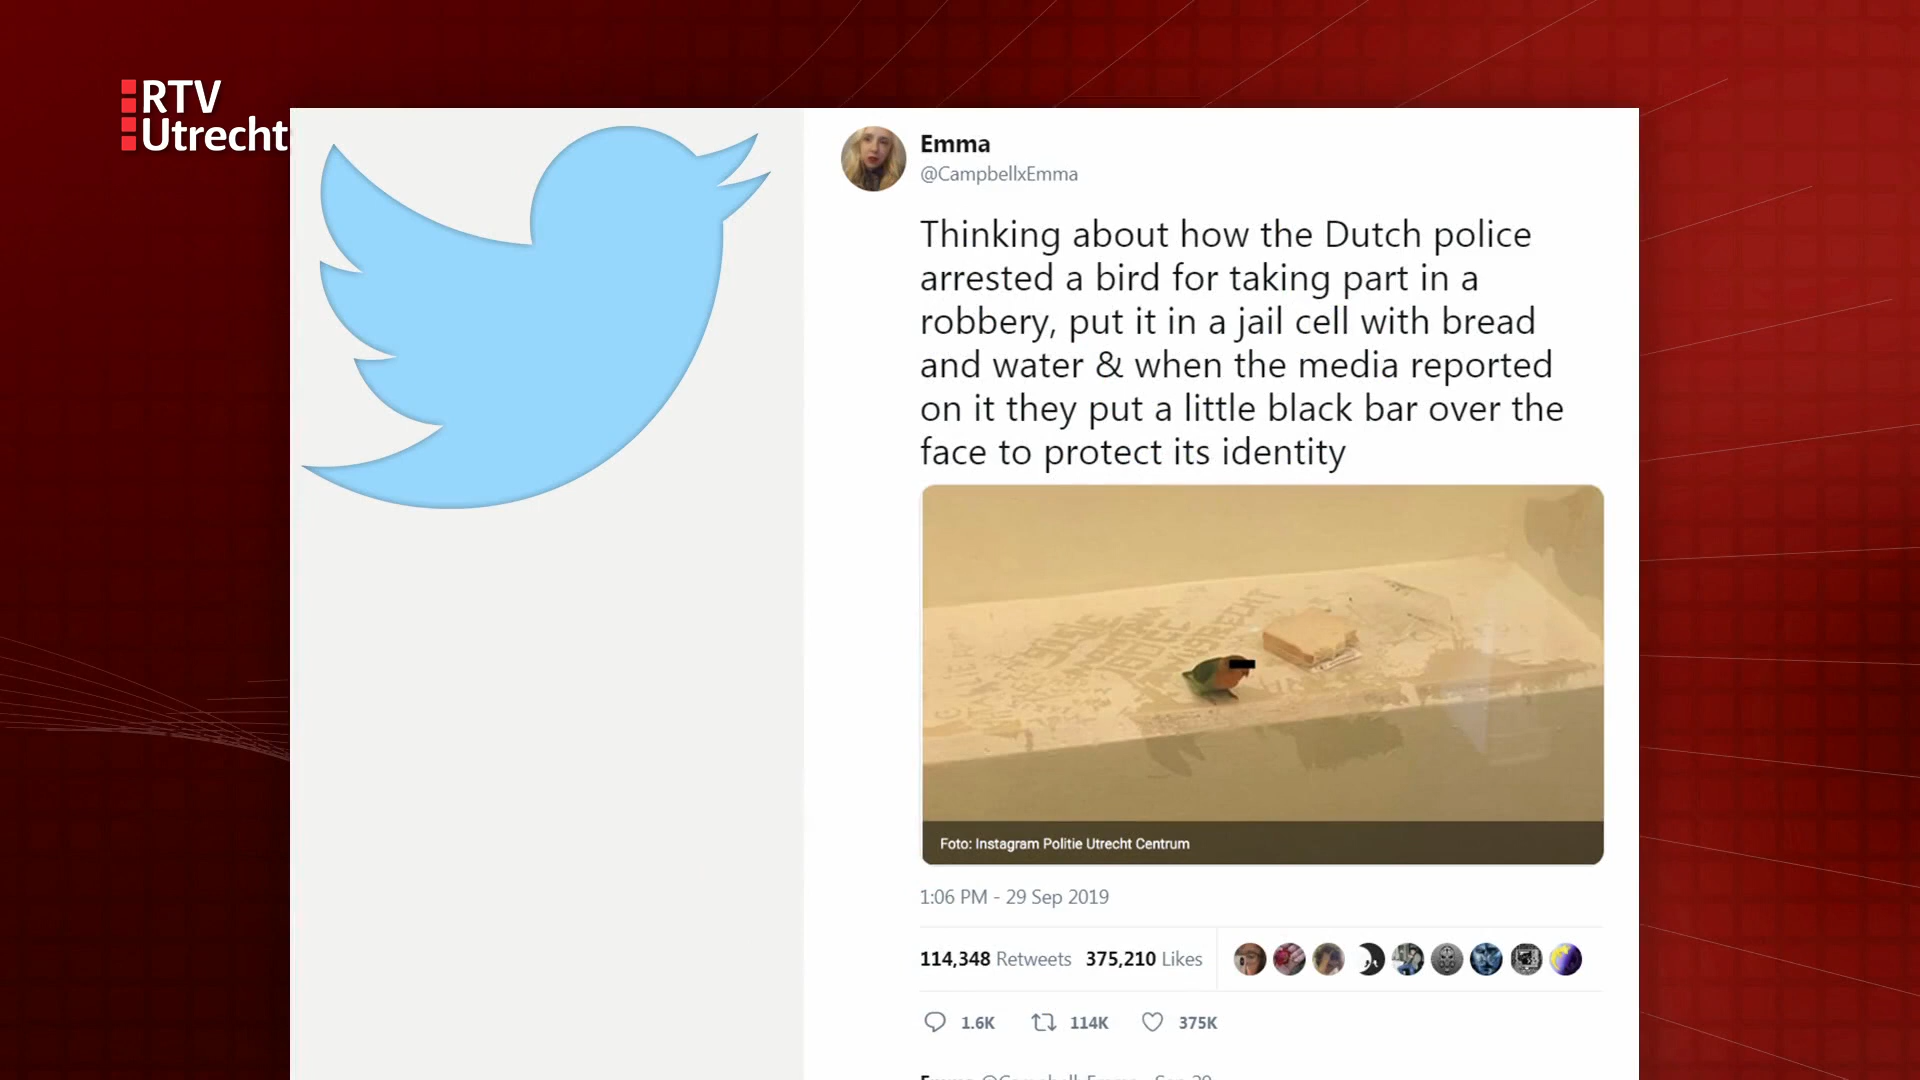 RTV
Utrecht
Emma
@CampbellxEmma
Thinking about how the Dutch police
arrested a bird for taking part in a
robbery, put it in a jail cell with bread
and water & when the media reported
on it they put a little black bar over the
face to protect its identity
Foto: Instagram Politie Utrecht Centrum
1:06 PM - 29 Sep 2019
114,348 Retweets 375,210 Likes
1.6K 114K 375K